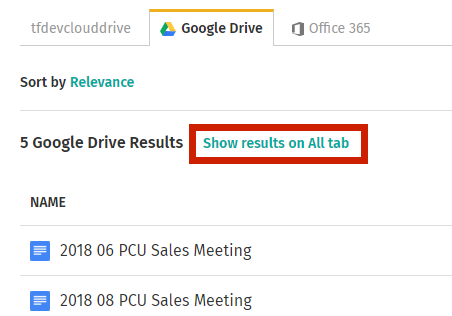 tfdevclouddrive Google Drive Office 365
Sort by Relevance
5 Google Drive Results Show results on All tab
NAME
2018 06 PCU Sales Meeting
2018 08 PCU Sales Meeting